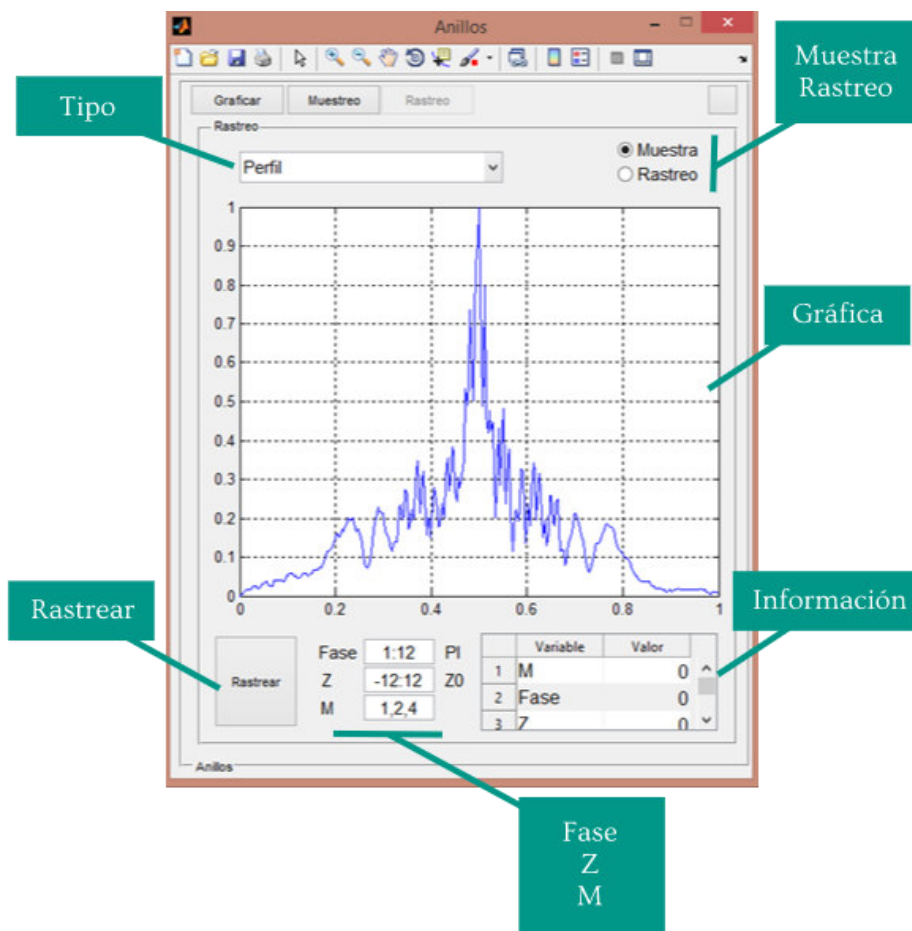 Anillos
Muestra
Rastreo
Tipo
Graficar Muestreo Rastreo
Rastreo
Perfil
Muestra
Rastreo
1
0.9
0.8
0.7
0.6
0.5
0.4
0.3
0.2
0.1
0
0 0.2 0.4 0.6 0.8 1
Gráfica
Rastrear
Información
Rastrear
Fase 1:12 PI
Z -12:12 Z0
M 1,2,4
Variable Valor
1 M 0
2 Fase 0
3 Z 0
Anillos
Fase
Z
M